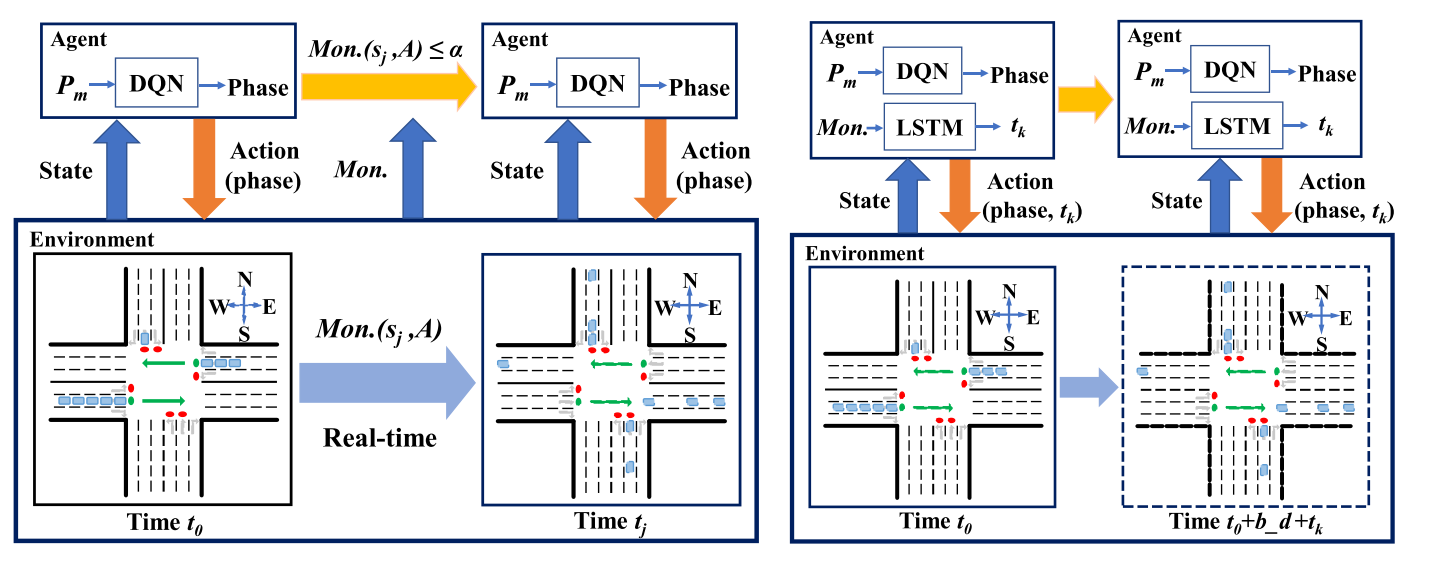 Agent
P_m
DQN
Phase
Mon.(s_j ,A) ≤ α
Agent
P_m
DQN
Phase
State
Action
(phase)
Mon.
State
Action
(phase)
Environment
N
W
E
S
Mon.(s_j ,A)
Real-time
N
W
E
S
Time t_0
Time t_j
Agent
P_m
DQN
Phase
Mon.
LSTM
t_k
Agent
P_m
DQN
Phase
Mon.
LSTM
t_k
State
Action
(phase, t_k)
State
Action
(phase, t_k)
Environment
N
W
E
S
N
W
E
S
Time t_0
Time t_0+b_d+t_k